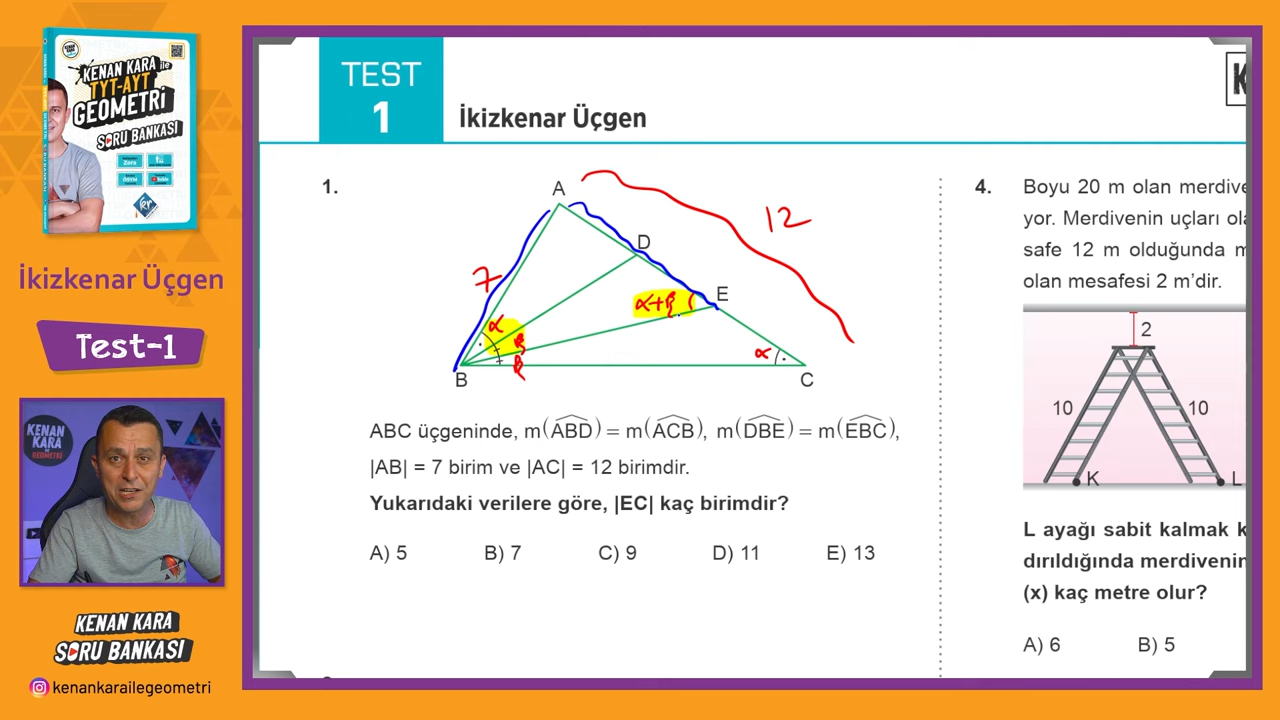 KENAN KARA ile
TYT-AYT
GEOMETRİ
SORU BANKASI
İkizkenar Üçgen
Test-1
KENAN
KARA
KENAN KARA
SORU BANKASI
kenankarailegeometri
TEST
1
İkizkenar Üçgen
K
1.
A
12
D
7
E
α+β
α
β
β
α
B
C
ABC üçgeninde, m(ABD) = m(ACB), m(DBE) = m(EBC),
|AB| = 7 birim ve |AC| = 12 birimdir.
Yukarıdaki verilere göre, |EC| kaç birimdir?
A) 5 B) 7 C) 9 D) 11 E) 13
4. Boyu 20 m olan merdive
yor. Merdivenin uçları ola
safe 12 m olduğunda m
olan mesafesi 2 m'dir.
2
10
10
K
L
L ayağı sabit kalmak k
dırıldığında merdivenin
(x) kaç metre olur?
A) 6 B) 5